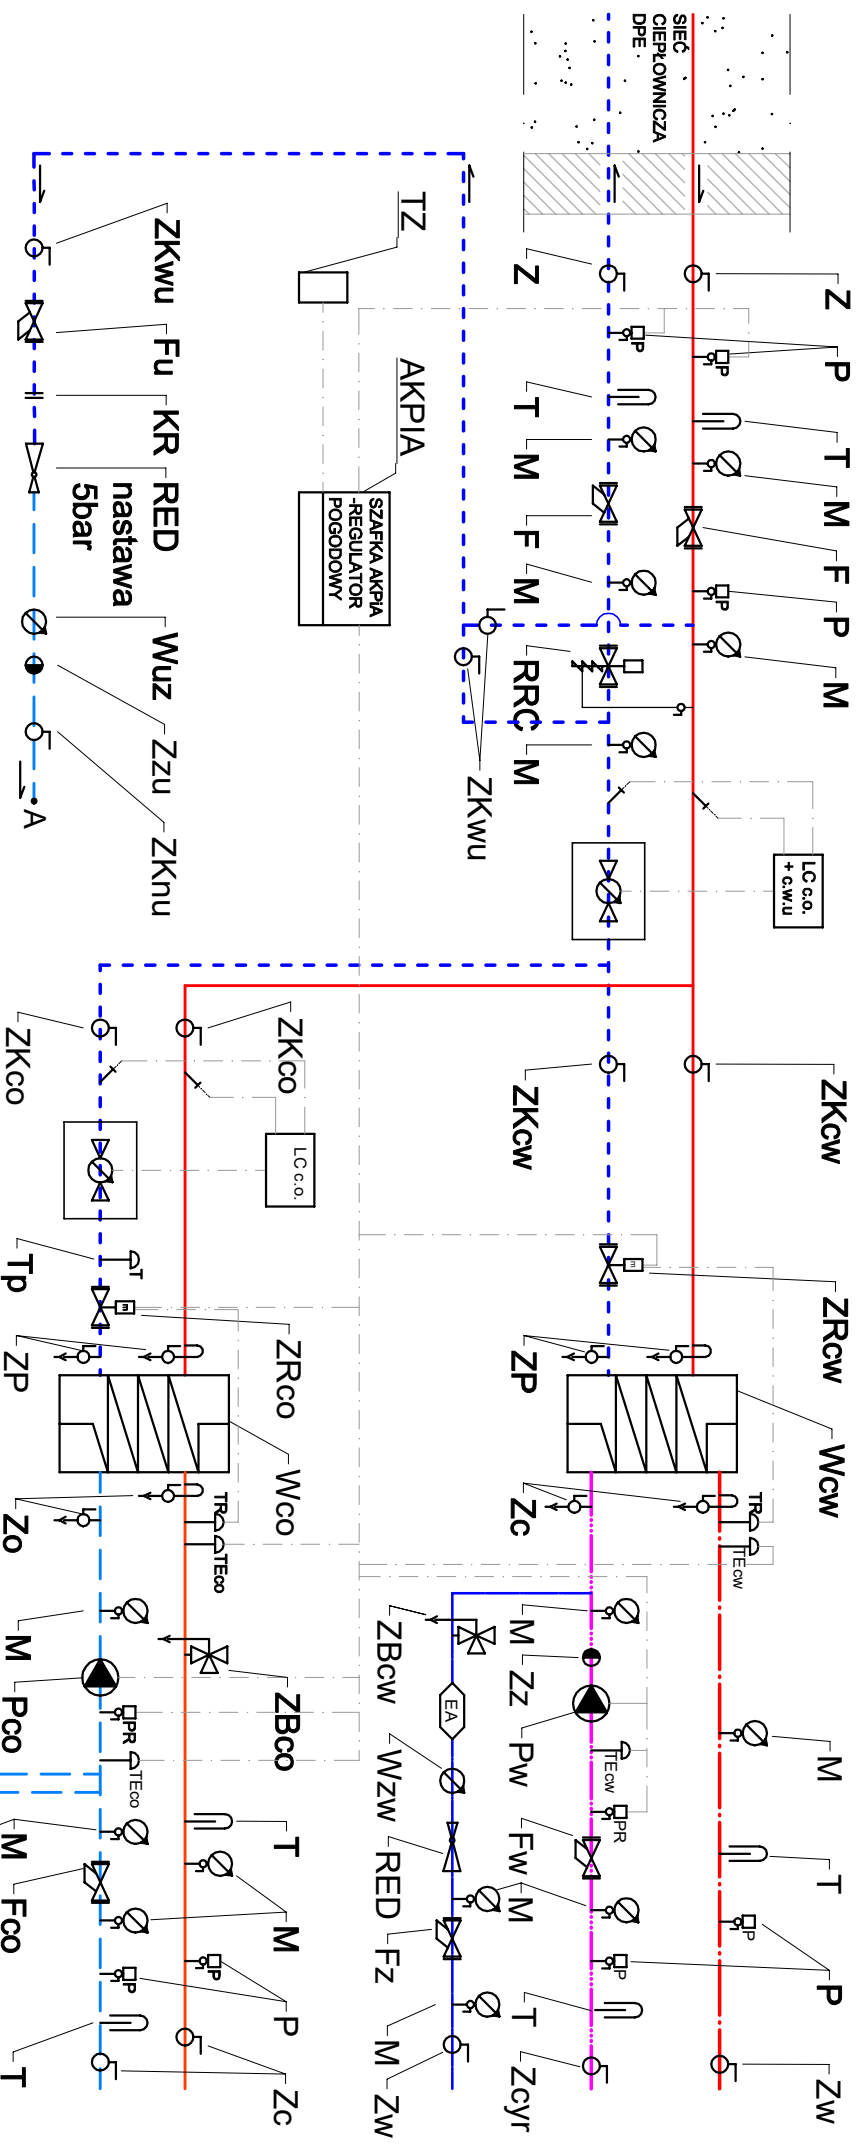 SIEĆ
CIEPŁOWNICZA
DPE
Z
P
T
M
F
P
M
ZKcw
ZRcw
Wcw
M
T
P
Zw
P
P
P
LC c.o.
+ c.w.u
m
TR
TEcw
P
Z
T
M
F
M
RRC
M
ZKcw
ZP
Zc
M
Zz
Pw
Fw
M
T
Zcyr
P
TEcw
PR
P
ZKwu
ZBcw
EA
Wzw
RED
Fz
M
Zw
TZ
AKPIA
SZAFKA AKPIA
-REGULATOR
POGODOWY
ZKco
LC c.o.
ZRco
Wco
ZBco
T
M
P
Zc
T
m
TR
TEco
P
PR
TEco
P
ZKco
Tp
ZP
Zo
M
Pco
M
Fco
T
ZKwu
Fu
KR
RED
nastawa
5bar
Wuz
Zzu
ZKnu
A